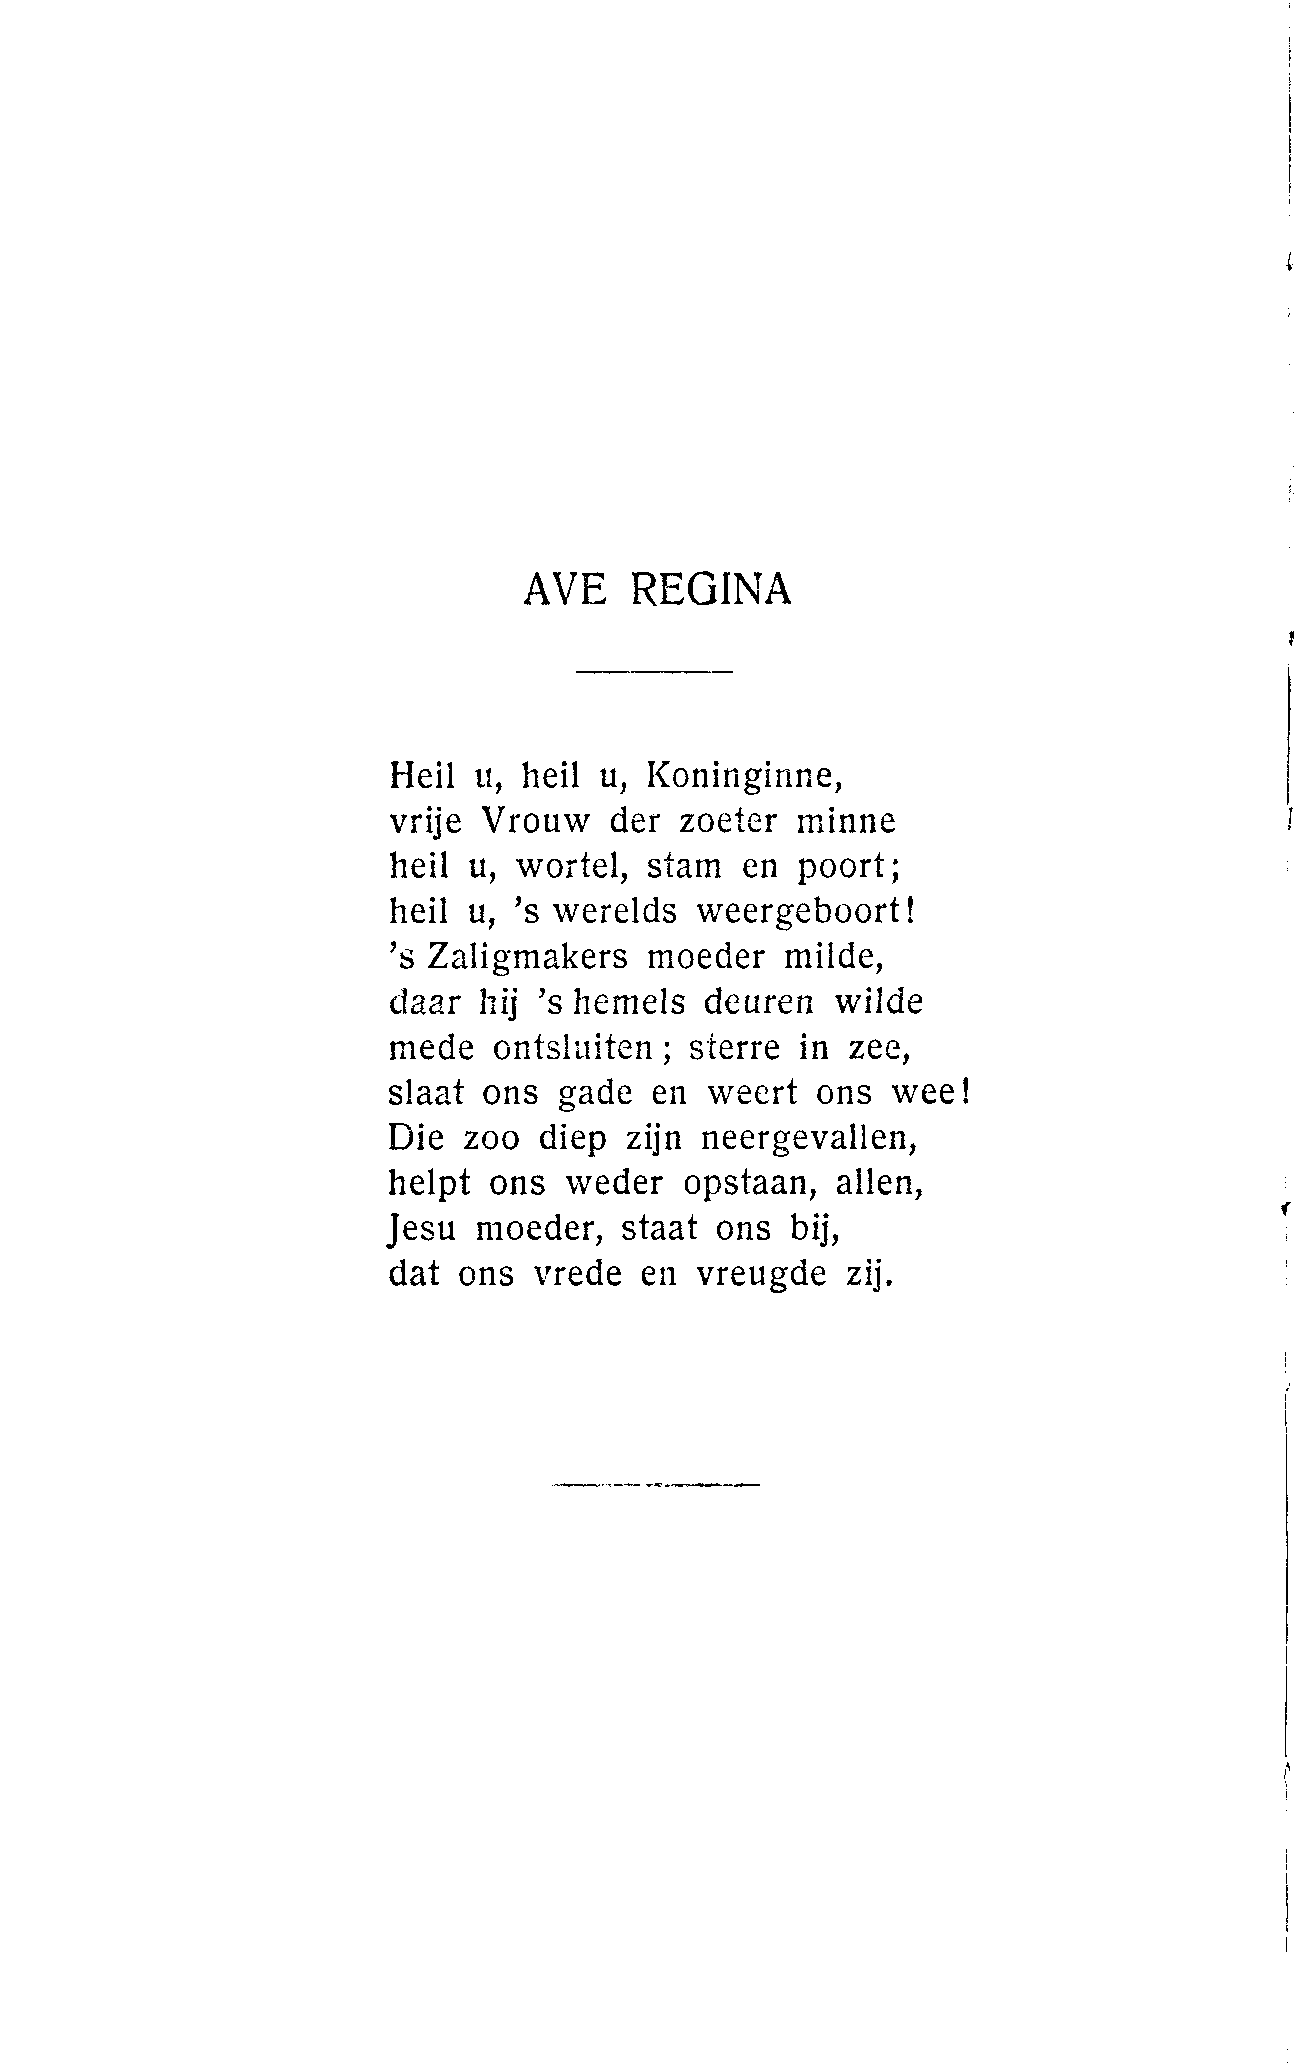 AVE REGINA
Heil u, heil u, Koninginne,
vrije Vrouw der zoeter minne
heil u, wortel, stam en poort;
heil u, 's werelds weergeboort!
's Zaligmakers moeder milde,
daar hij 's hemels deuren wilde
mede ontsluiten; sterre in zee,
slaat ons gade en weert ons wee!
Die zoo diep zijn neergevallen,
helpt ons weder opstaan, allen,
Jesu moeder, staat ons bij,
dat ons vrede en vreugde zij.